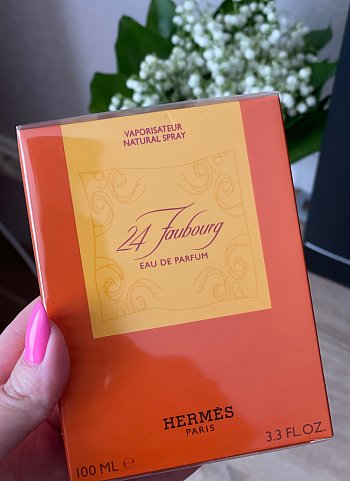 VAPORISATEUR
NATURAL SPRAY
24 Faubourg
EAU DE PARFUM
HERMÈS
PARIS
100 ML ℮
3.3 FL.OZ.